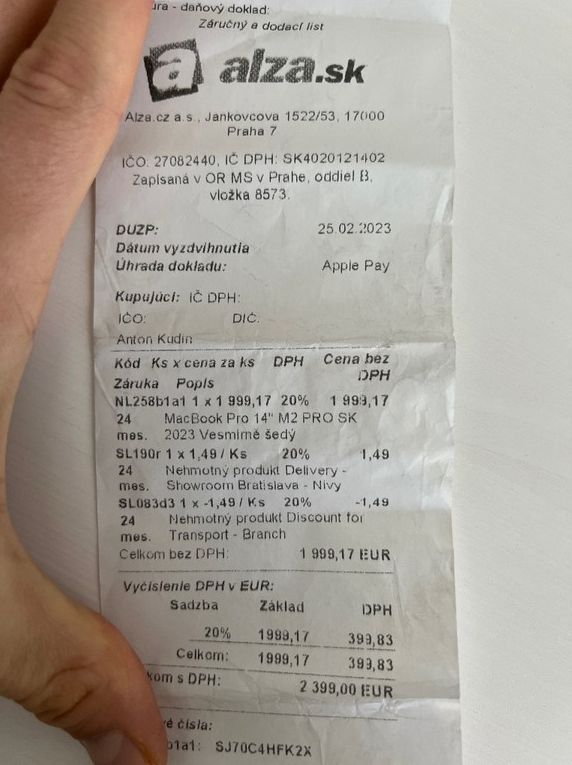 - daňový doklad:
Záručný a dodací list
a alza.sk
Alza.cz a.s., Jankovcova 1522/53, 17000
Praha 7
IČO: 27082440, IČ DPH: SK4020121402
Zapísaná v OR MS v Prahe, oddiel B,
vložka 8573.
DUZP: 25.02.2023
Dátum vyzdvihnutia
Úhrada dokladu: Apple Pay
Kupujúci: IČ DPH:
IČO: DIČ:
Anton Kudin
Kód Ks x cena za ks DPH Cena bez
Záruka Popis DPH
NL258b1a1 1 x 1 999,17 20% 1 999,17
24 MacBook Pro 14" M2 PRO SK
mes. 2023 Vesmírně šedý
SL190r 1 x 1,49 / Ks 20% 1,49
24 Nehmotný produkt Delivery -
mes. Showroom Bratislava - Nivy
SL083d3 1 x -1,49 / Ks 20% -1,49
24 Nehmotný produkt Discount for
mes. Transport - Branch
Celkom bez DPH: 1 999,17 EUR
Vyčíslenie DPH v EUR:
Sadzba Základ DPH
20% 1999,17 399,83
Celkom: 1999,17 399,83
kom s DPH: 2 399,00 EUR
vé čísla:
b1a1: SJ70C4HFK2X